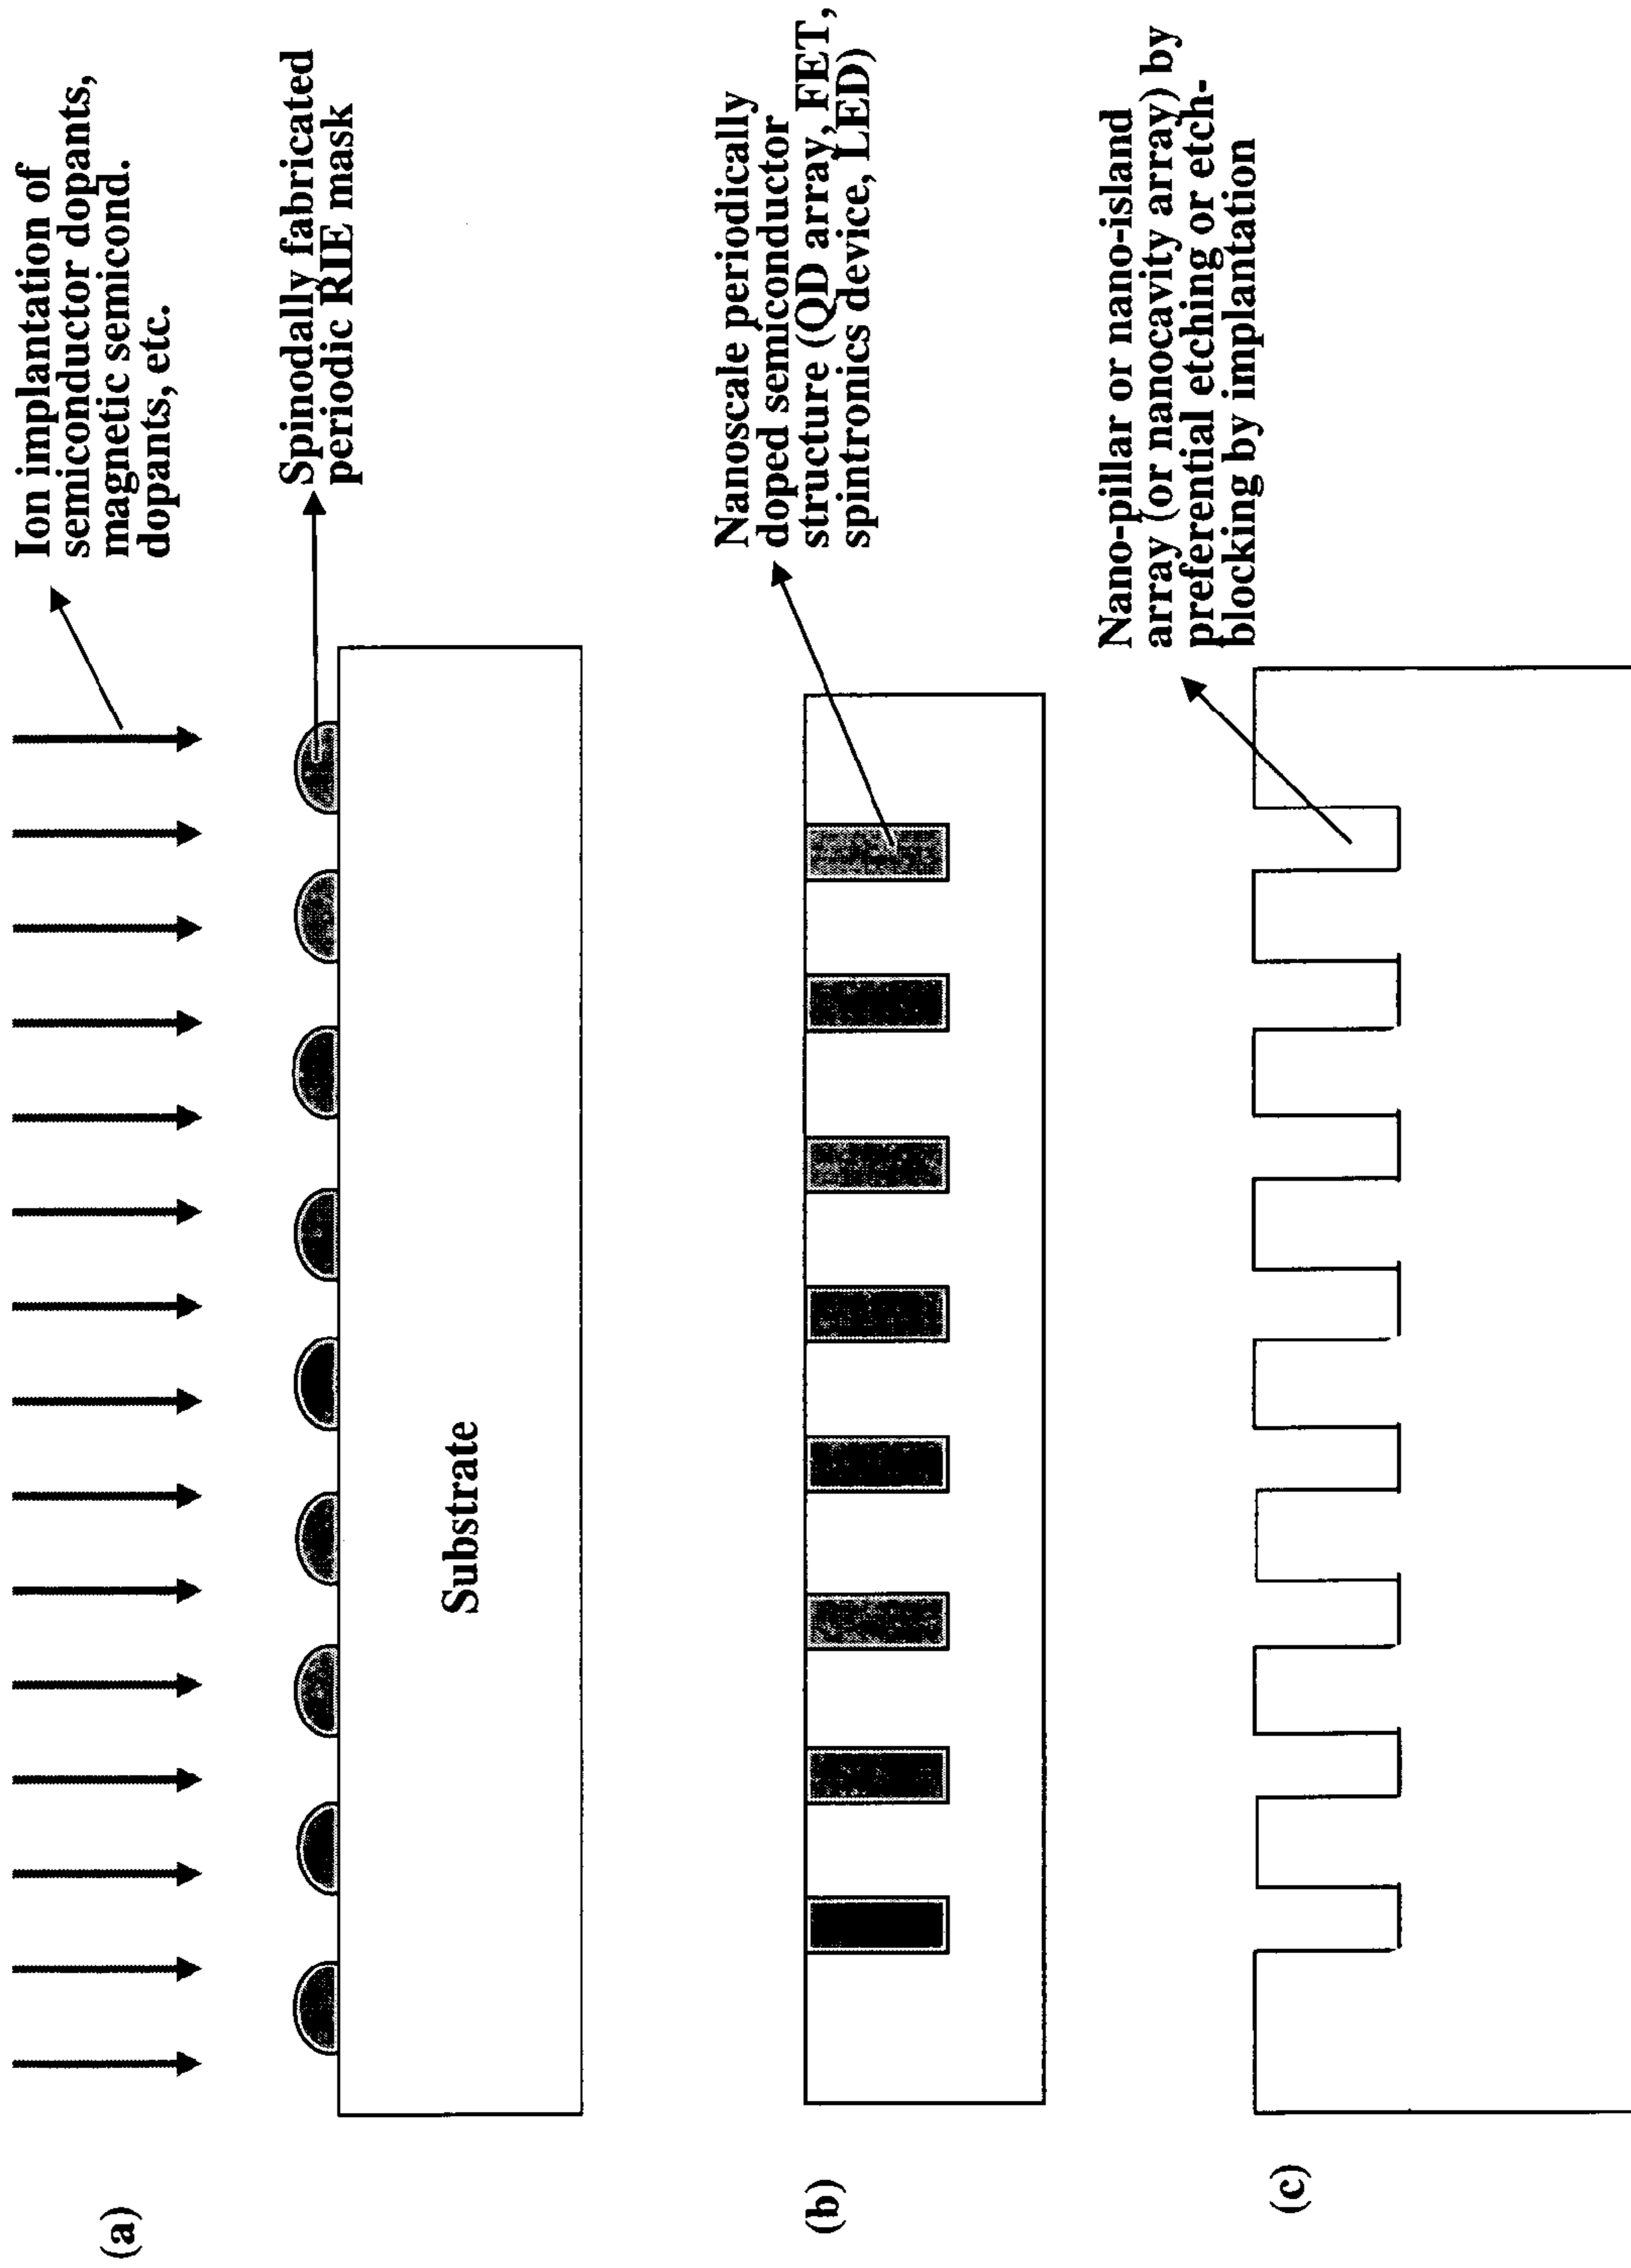 (a)
Ion implantation of
semiconductor dopants,
magnetic semicond.
dopants, etc.
Spinodally fabricated
periodic RIE mask
Substrate
(b)
Nanoscale periodically
doped semiconductor
structure (QD array, FET,
spintronics device, LED)
(c)
Nano-pillar or nano-island
array (or nanocavity array) by
preferential etching or etch-
blocking by implantation